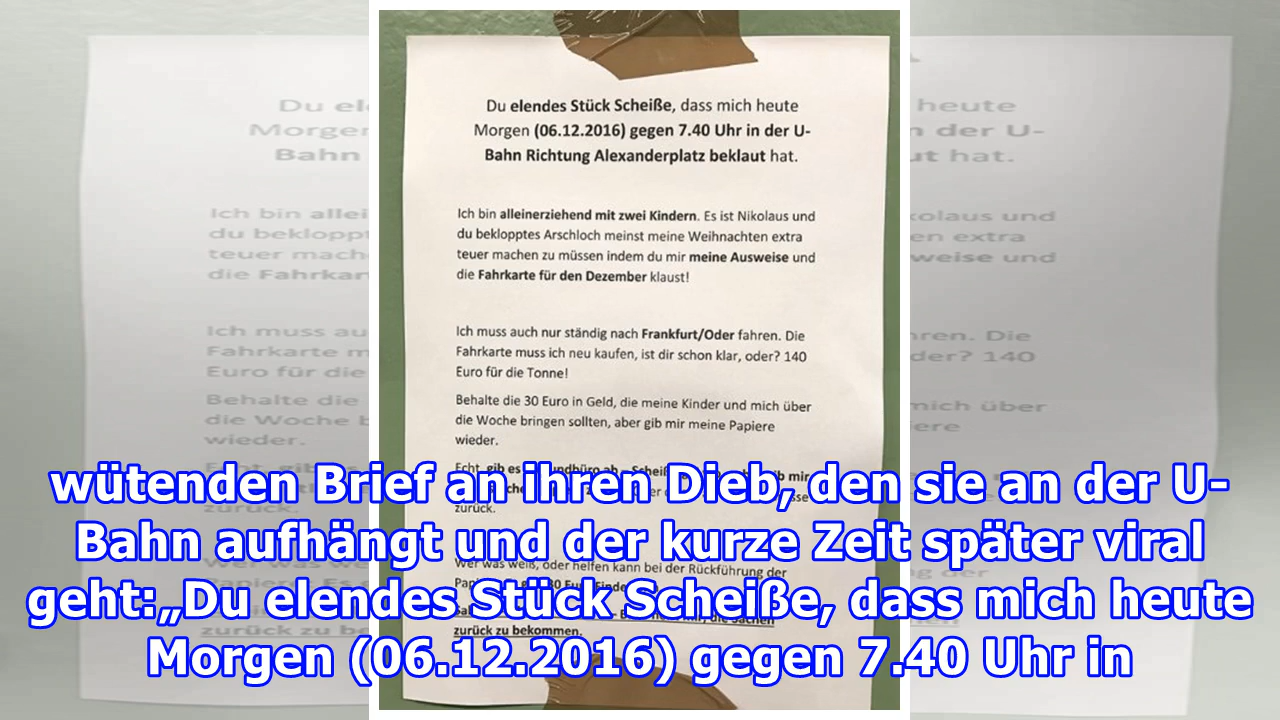 Du elendes Stück Scheiße, dass mich heute
Morgen (06.12.2016) gegen 7.40 Uhr in der U-
Bahn Richtung Alexanderplatz beklaut hat.
Ich bin alleinerziehend mit zwei Kindern. Es ist Nikolaus und
du beklopptes Arschloch meinst meine Weihnachten extra
teuer machen zu müssen indem du mir meine Ausweise und
die Fahrkarte für den Dezember klaust!
Ich muss auch nur ständig nach Frankfurt/Oder fahren. Die
Fahrkarte muss ich neu kaufen, ist dir schon klar, oder? 140
Euro für die Tonne!
Behalte die 30 Euro in Geld, die meine Kinder und mich über
die Woche bringen sollten, aber gib mir meine Papiere
wieder.
Echt, gib es
zurück.
Wer was weiß, oder helfen kann bei der Rückführung der
zurück zu bekommen.
wütenden Brief an ihren Dieb, den sie an der U-
Bahn aufhängt und der kurze Zeit später viral
geht:„Du elendes Stück Scheiße, dass mich heute
Morgen (06.12.2016) gegen 7.40 Uhr in